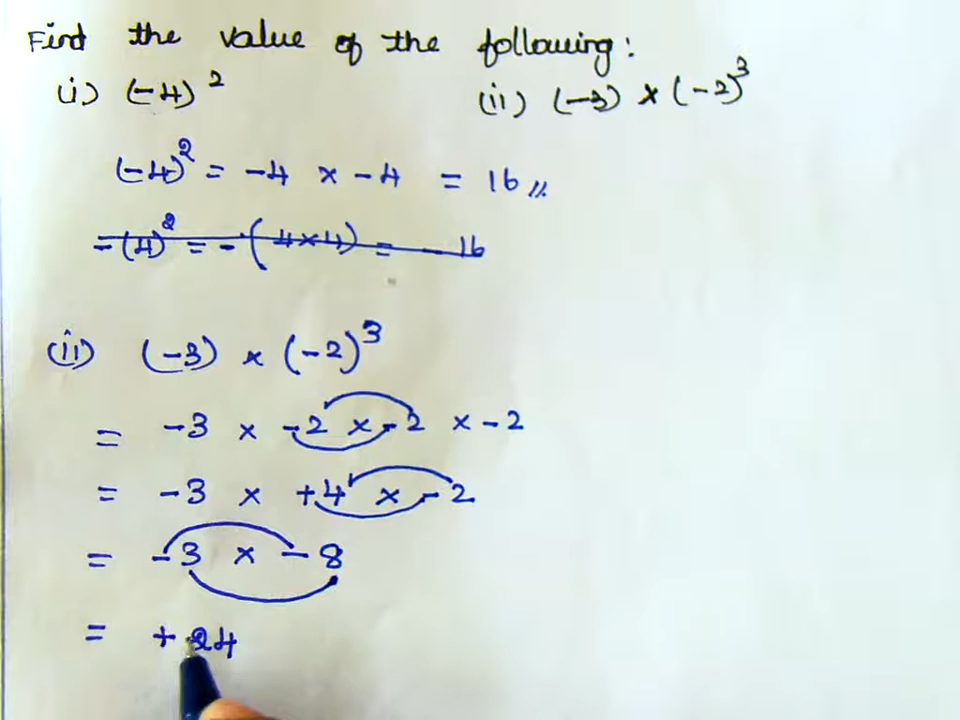 Find the value of the following:
(i) (-4)² (ii) (-3) × (-2)³
(-4)² = -4 × -4 = 16 //
-(4)² = -(4×4) = -16
(ii) (-3) × (-2)³
= -3 × -2 × -2 × -2
= -3 × +4 × -2
= -3 × -8
= +24